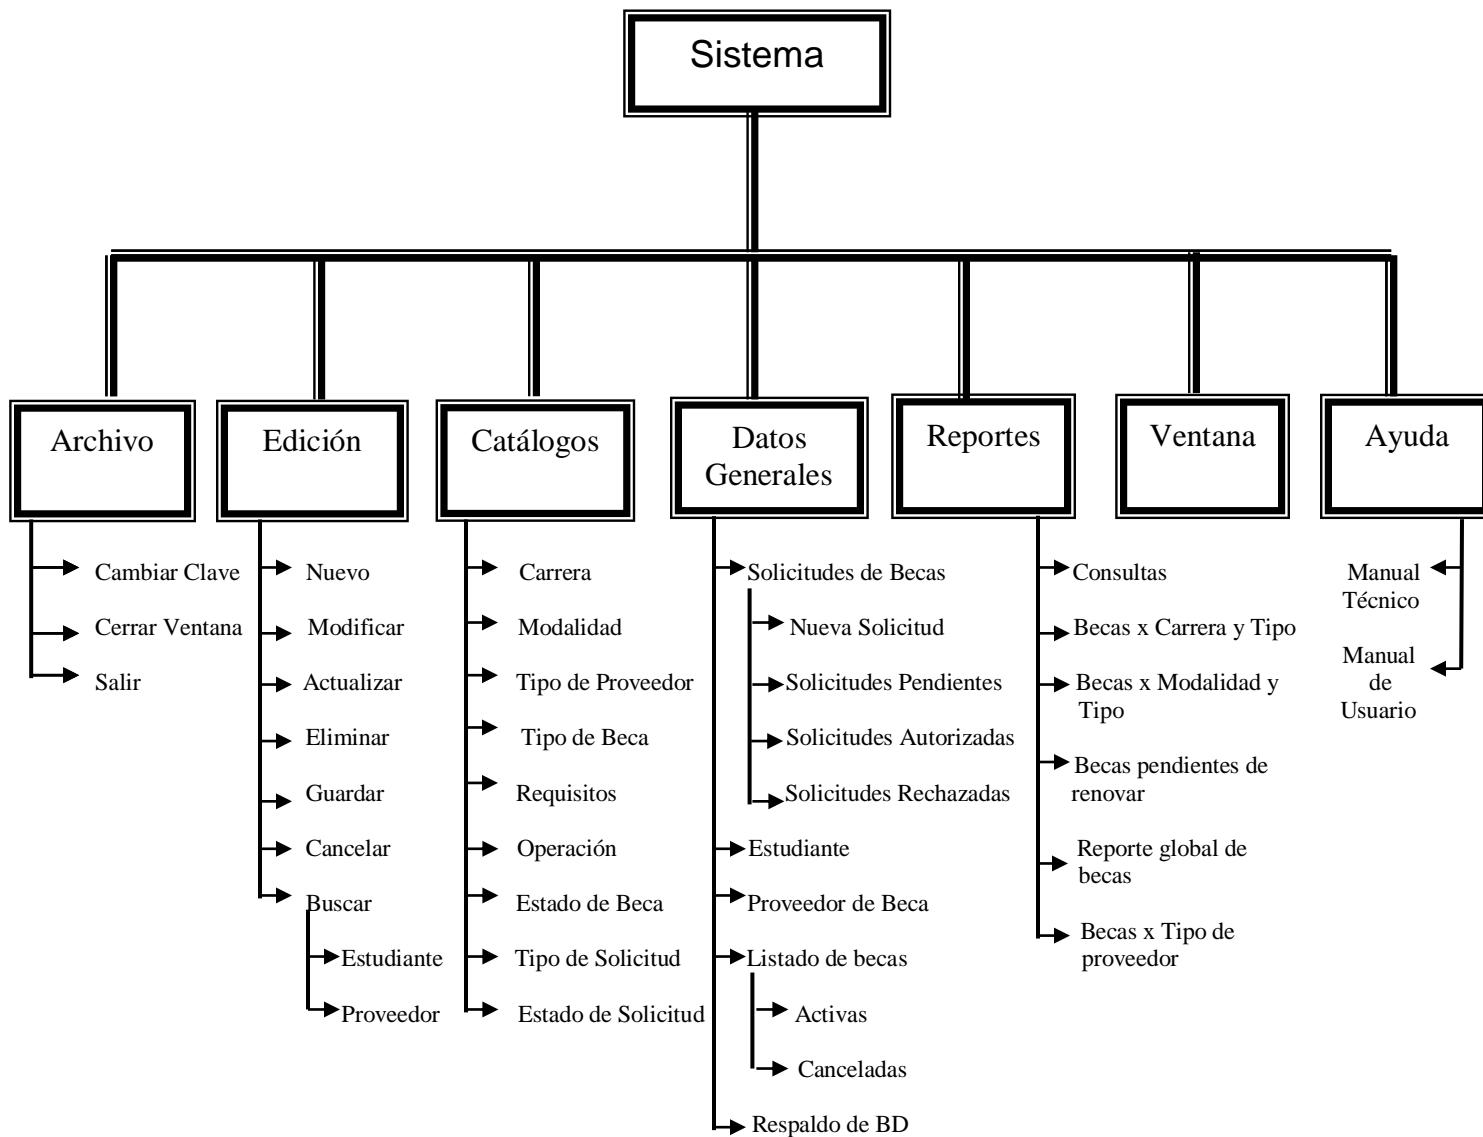 Sistema
Archivo
Edición
Catálogos
Datos
Generales
Reportes
Ventana
Ayuda
Cambiar Clave
Cerrar Ventana
Salir
Nuevo
Modificar
Actualizar
Eliminar
Guardar
Cancelar
Buscar
Estudiante
Proveedor
Carrera
Modalidad
Tipo de Proveedor
Tipo de Beca
Requisitos
Operación
Estado de Beca
Tipo de Solicitud
Estado de Solicitud
Solicitudes de Becas
Nueva Solicitud
Solicitudes Pendientes
Solicitudes Autorizadas
Solicitudes Rechazadas
Estudiante
Proveedor de Beca
Listado de becas
Activas
Canceladas
Respaldo de BD
Consultas
Becas x Carrera y Tipo
Becas x Modalidad y
Tipo
Becas pendientes de
renovar
Reporte global de
becas
Becas x Tipo de
proveedor
Manual
Técnico
Manual
de
Usuario